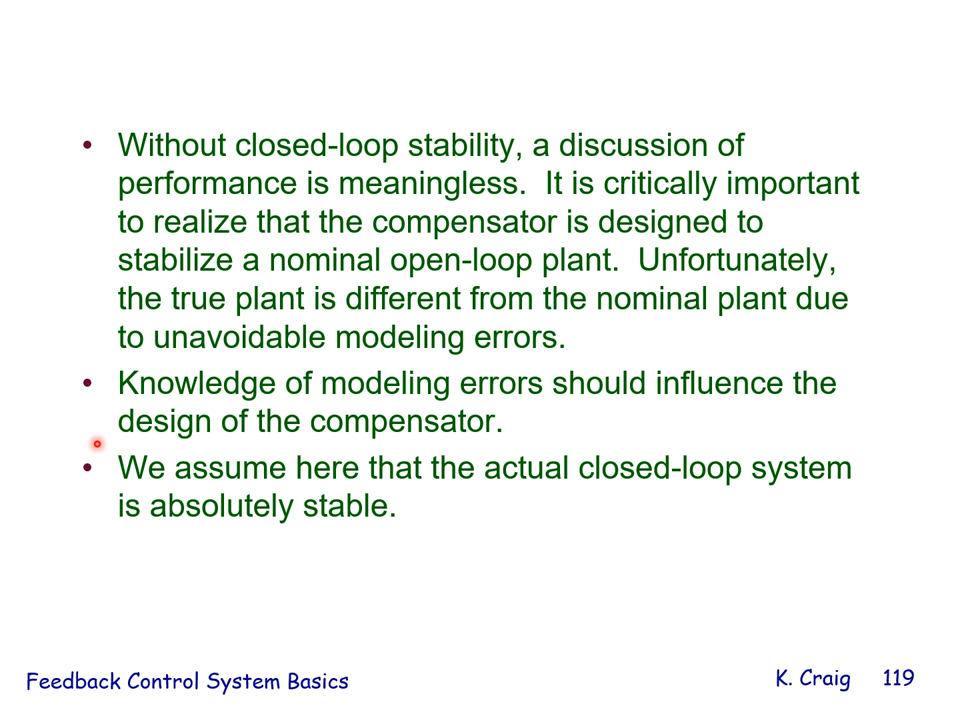 • Without closed-loop stability, a discussion of
performance is meaningless.  It is critically important
to realize that the compensator is designed to
stabilize a nominal open-loop plant.  Unfortunately,
the true plant is different from the nominal plant due
to unavoidable modeling errors.
• Knowledge of modeling errors should influence the
design of the compensator.
• We assume here that the actual closed-loop system
is absolutely stable.
Feedback Control System Basics
K. Craig 119